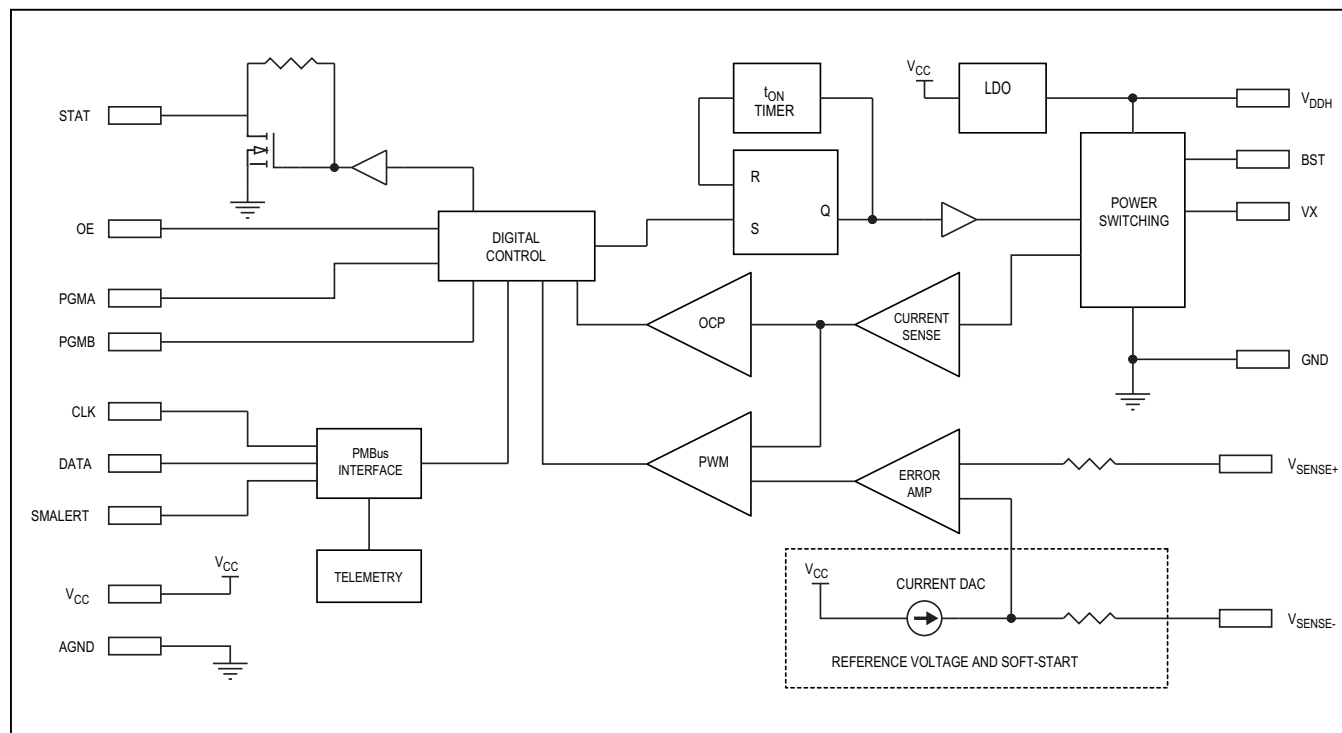 STAT
OE
PGMA
PGMB
CLK
DATA
SMALERT
VCC
VCC
AGND
DIGITAL
CONTROL
PMBus
INTERFACE
TELEMETRY
tON
TIMER
R
S
Q
OCP
PWM
CURRENT
SENSE
ERROR
AMP
VCC
LDO
POWER
SWITCHING
VDDH
BST
VX
GND
VSENSE+
VCC
CURRENT DAC
REFERENCE VOLTAGE AND SOFT-START
VSENSE-